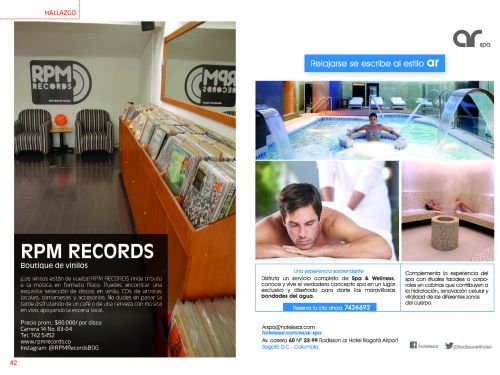 HALLAZGO
RPM
RECORDS
RPM RECORDS
Boutique de vinilos
¡Los vinilos están de vuelta! RPM RECORDS rinde tributo
a la música en formato físico. Puedes encontrar una
exquisita selección de discos en vinilo, CDs de artistas
locales, tornamesas y accesorios. No dudes en pasar la
tarde disfrutando de un café o de una cerveza con música
en vivo, apoyando la escena local.
Precio prom.: $80.000/ por disco
Carrera 14 No. 83-04
Tel: 742 5452
www.rpmrecords.co
Instagram: @RPMRecordsBOG
42
ar spa
Relajarse se escribe al estilo ar
Una experiencia sorprendente
Disfruta un servicio completo de Spa & Wellness,
conoce y vive el verdadero concepto spa en un lugar
exclusivo y diseñado para darte las maravillosas
bondades del agua.
Reserva tu cita ahora 7436692
Complementa la experiencia del
spa con rituales faciales o corpo-
rales en cabinas que contribuyen a
la hidratación, renovación celular y
vitalidad de las diferentes zonas
del cuerpo.
Arspa@hotelesar.com
hotelesar.com/es/ar-spa
Av. carrera 60 Nº 22-99 Radisson ar Hotel Bogotá Airport
Bogotá D.C - Colombia
/hotelesar
@RadissonARhotel